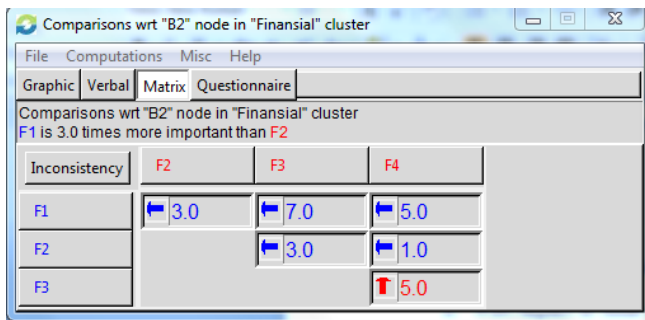 Comparisons wrt "B2" node in "Finansial" cluster
File Computations Misc Help
Graphic Verbal Matrix Questionnaire
Comparisons wrt "B2" node in "Finansial" cluster
F1 is 3.0 times more important than F2
Inconsistency F2 F3 F4
F1 3.0 7.0 5.0
F2 3.0 1.0
F3 5.0